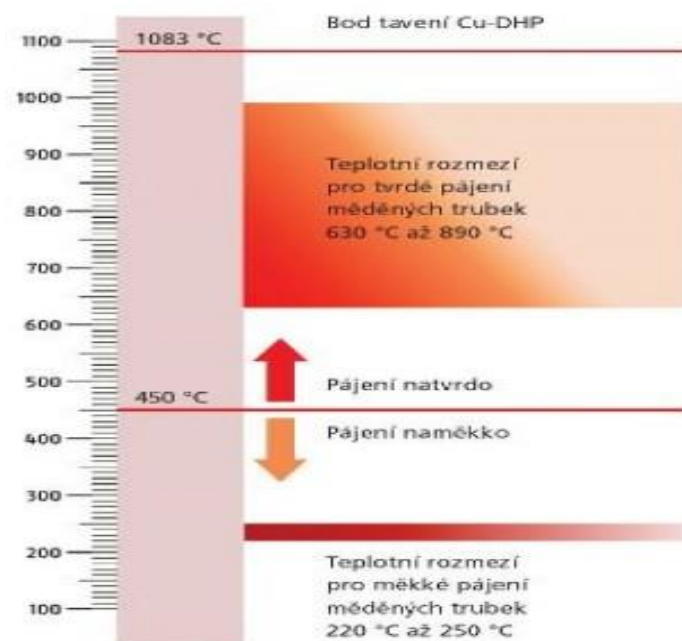 Bod tavení Cu-DHP
1083 °C
1100
1000
900
Teplotní rozmezí
pro tvrdé pájení
měděných trubek
630 °C až 890 °C
800
700
600
500
Pájení natvrdo
450 °C
Pájení naměkko
400
300
200
Teplotní rozmezí
pro měkké pájení
měděných trubek
220 °C až 250 °C
100